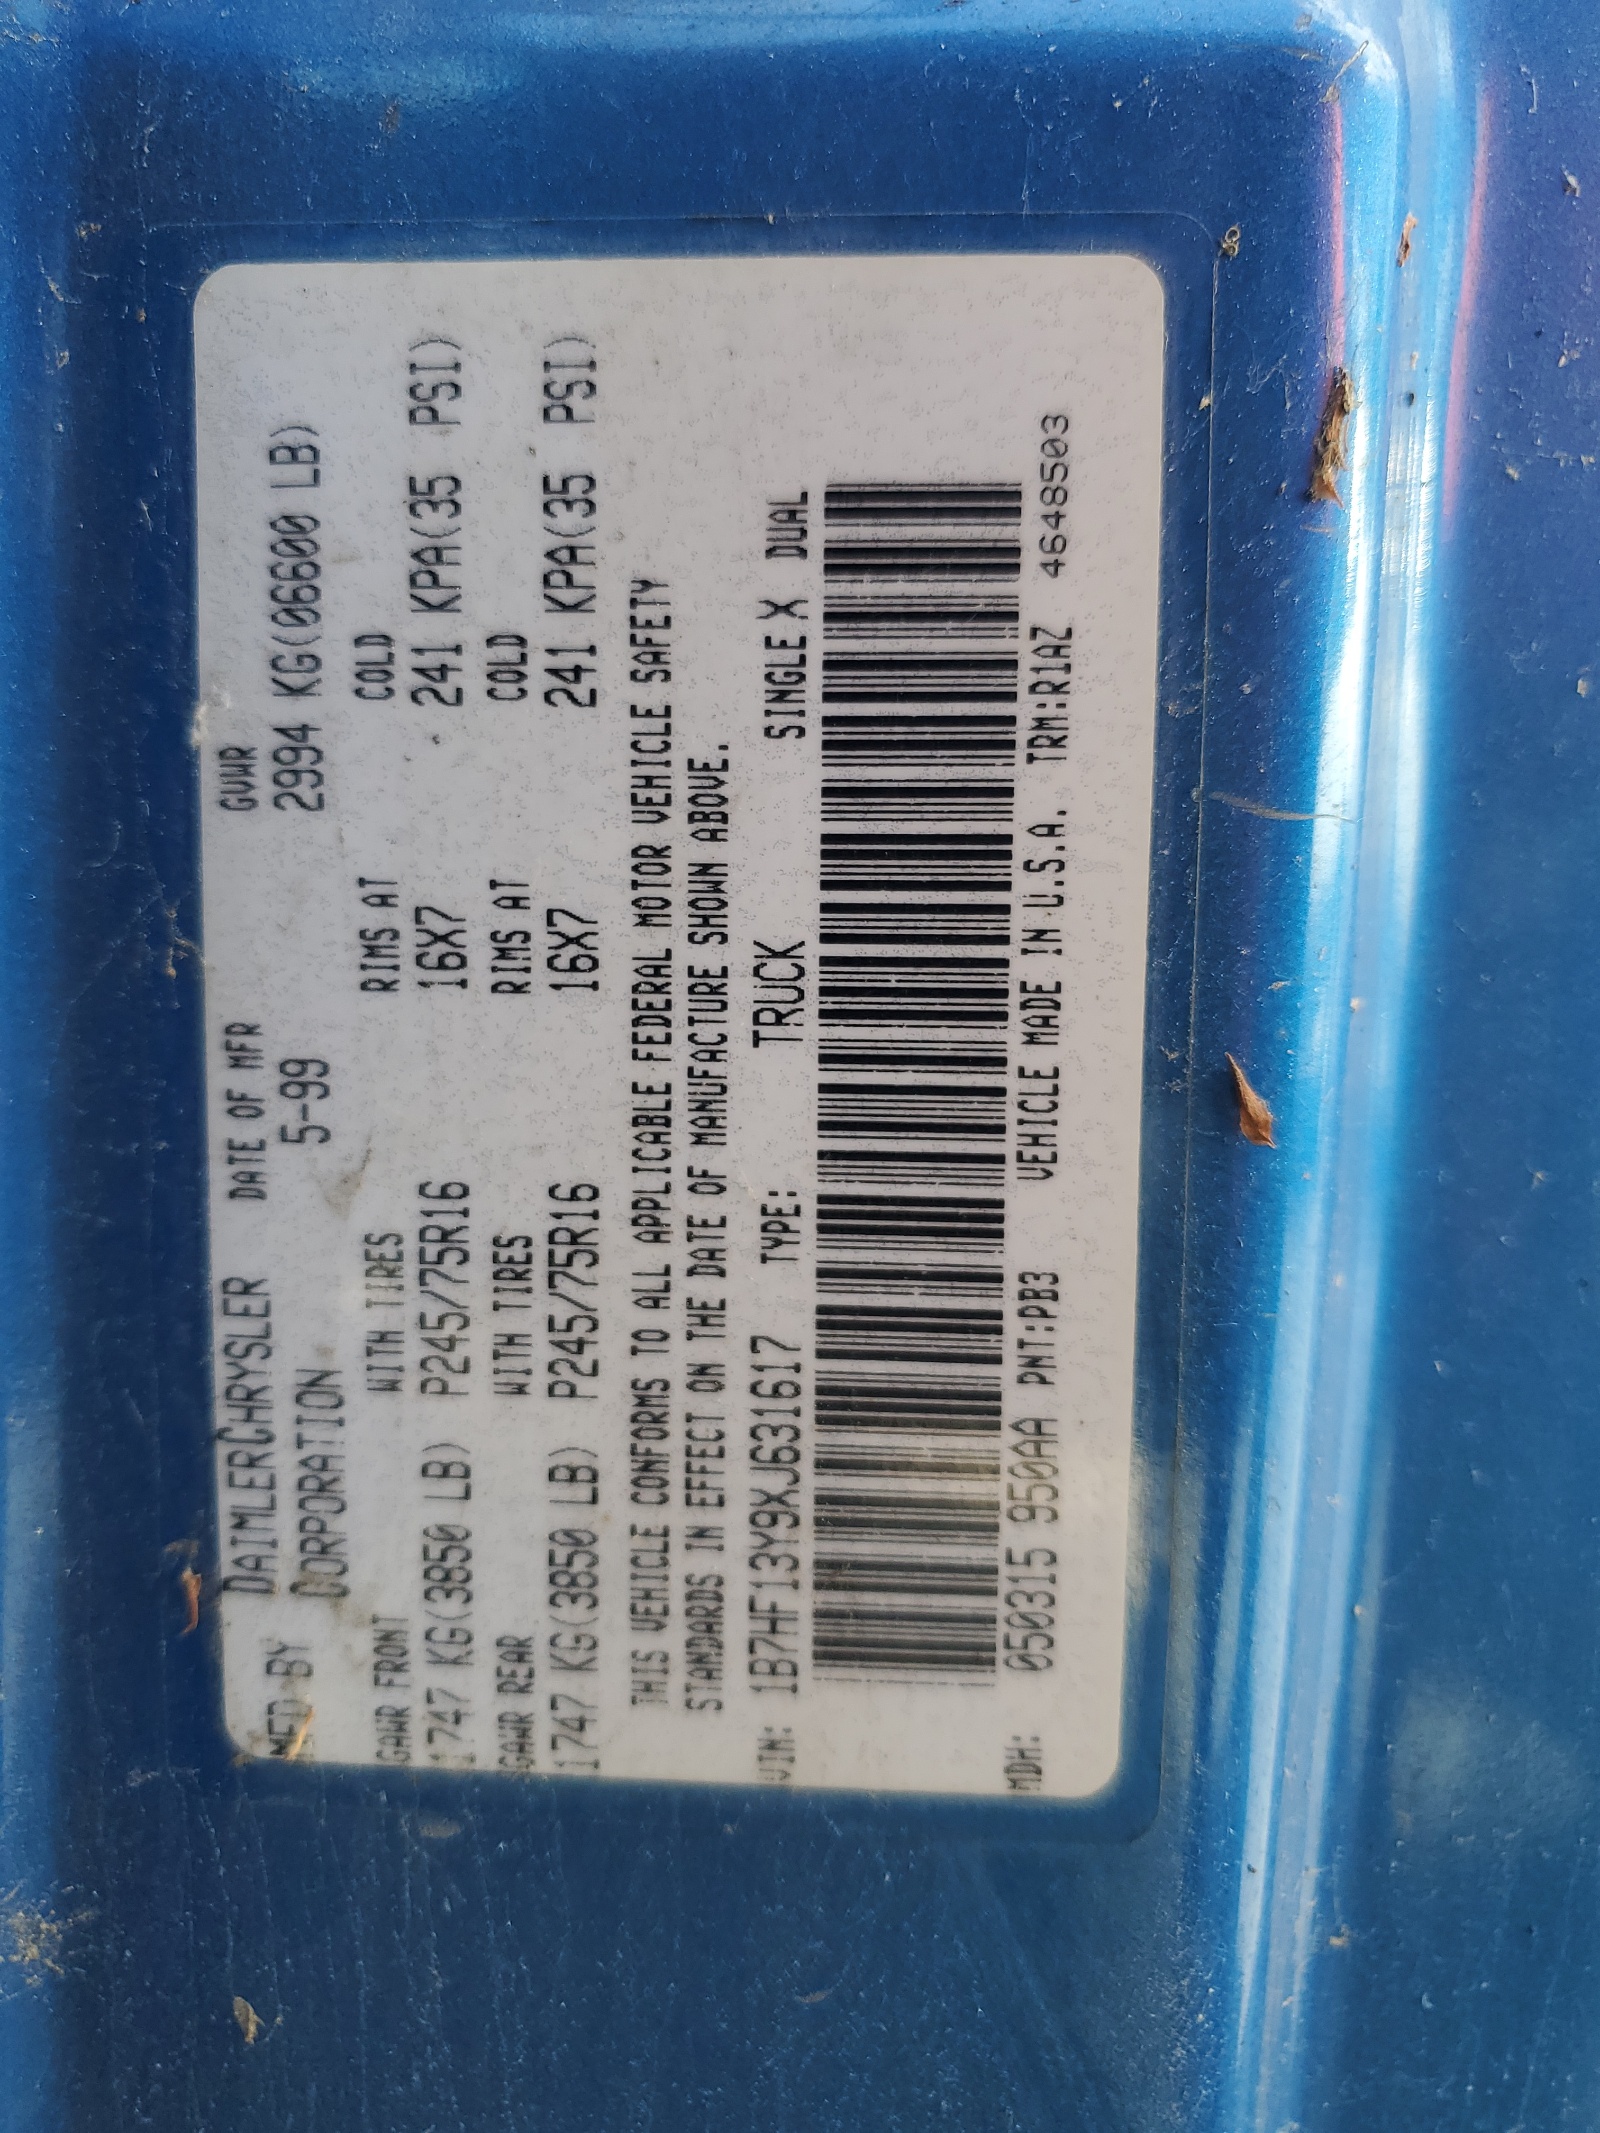 MFD BY DAIMLERCHRYSLER DATE OF MFR GVWR
CORPORATION 5-99 2994 KG(06600 LB)
GAWR FRONT WITH TIRES RIMS AT COLD
1747 KG(3850 LB) P245/75R16 16X7 241 KPA(35 PSI)
GAWR REAR WITH TIRES RIMS AT COLD
1747 KG(3850 LB) P245/75R16 16X7 241 KPA(35 PSI)
THIS VEHICLE CONFORMS TO ALL APPLICABLE FEDERAL MOTOR VEHICLE SAFETY
STANDARDS IN EFFECT ON THE DATE OF MANUFACTURE SHOWN ABOVE.
VIN: 1B7HF13Y9XJ631617 TYPE: TRUCK SINGLE X DUAL
MDH: 050315 950AA PNT:PB3 VEHICLE MADE IN U.S.A. TRM:R1AZ 4648503